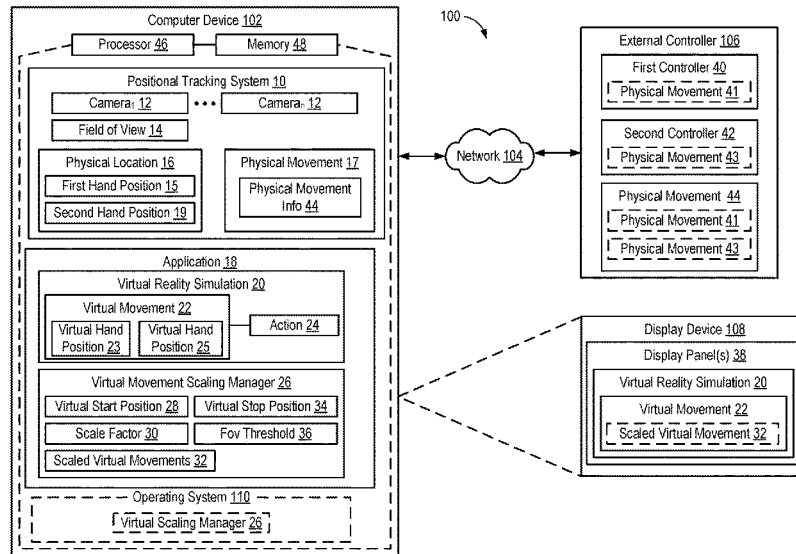 100
Computer Device 102
Processor 46
Memory 48
Positional Tracking System 10
Camera1 12
Cameran 12
Field of View 14
Physical Location 16
First Hand Position 15
Second Hand Position 19
Physical Movement 17
Physical Movement
Info 44
Application 18
Virtual Reality Simulation 20
Virtual Movement 22
Virtual Hand
Position 23
Virtual Hand
Position 25
Action 24
Virtual Movement Scaling Manager 26
Virtual Start Position 28
Virtual Stop Position 34
Scale Factor 30
Fov Threshold 36
Scaled Virtual Movements 32
Operating System 110
Virtual Scaling Manager 26
Network 104
External Controller 106
First Controller 40
Physical Movement 41
Second Controller 42
Physical Movement 43
Physical Movement 44
Physical Movement 41
Physical Movement 43
Display Device 108
Display Panel(s) 38
Virtual Reality Simulation 20
Virtual Movement 22
Scaled Virtual Movement 32